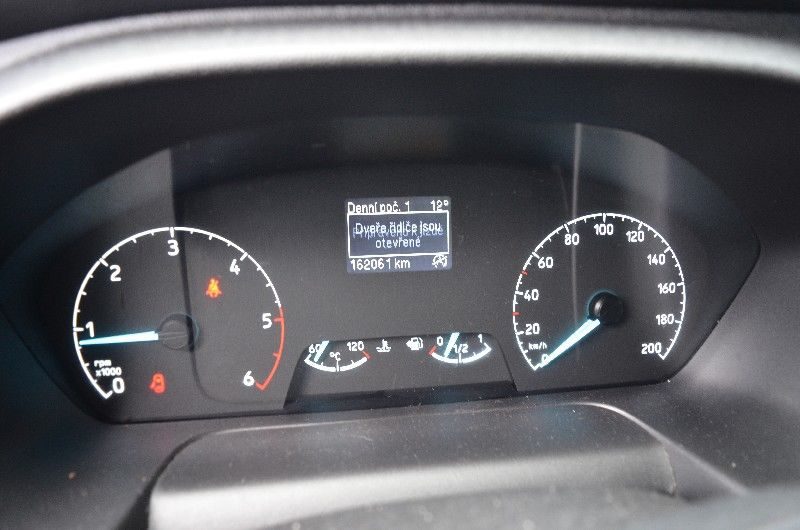 Denní poč. 1 12°
Dveře řidiče jsou
otevřené
162061 km
0 1 2 3 4 5 6
rpm
x1000
60 120
°C
0 1/2 1
0 20 40 60 80 100 120 140 160 180 200
km/h